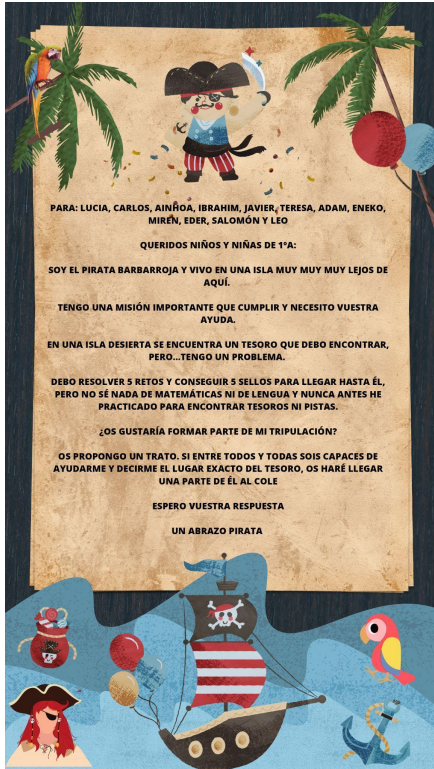 PARA: LUCIA, CARLOS, AINHOA, IBRAHIM, JAVIER, TERESA, ADAM, ENEKO,
MIREN, EDER, SALOMÓN Y LEO
QUERIDOS NIÑOS Y NIÑAS DE 1ºA:
SOY EL PIRATA BARBARROJA Y VIVO EN UNA ISLA MUY MUY MUY LEJOS DE
AQUÍ.
TENGO UNA MISIÓN IMPORTANTE QUE CUMPLIR Y NECESITO VUESTRA
AYUDA.
EN UNA ISLA DESIERTA SE ENCUENTRA UN TESORO QUE DEBO ENCONTRAR,
PERO...TENGO UN PROBLEMA.
DEBO RESOLVER 5 RETOS Y CONSEGUIR 5 SELLOS PARA LLEGAR HASTA ÉL,
PERO NO SÉ NADA DE MATEMÁTICAS NI DE LENGUA Y NUNCA ANTES HE
PRACTICADO PARA ENCONTRAR TESOROS NI PISTAS.
¿OS GUSTARÍA FORMAR PARTE DE MI TRIPULACIÓN?
OS PROPONGO UN TRATO. SI ENTRE TODOS Y TODAS SOIS CAPACES DE
AYUDARME Y DECIRME EL LUGAR EXACTO DEL TESORO, OS HARÉ LLEGAR
UNA PARTE DE ÉL AL COLE
ESPERO VUESTRA RESPUESTA
UN ABRAZO PIRATA